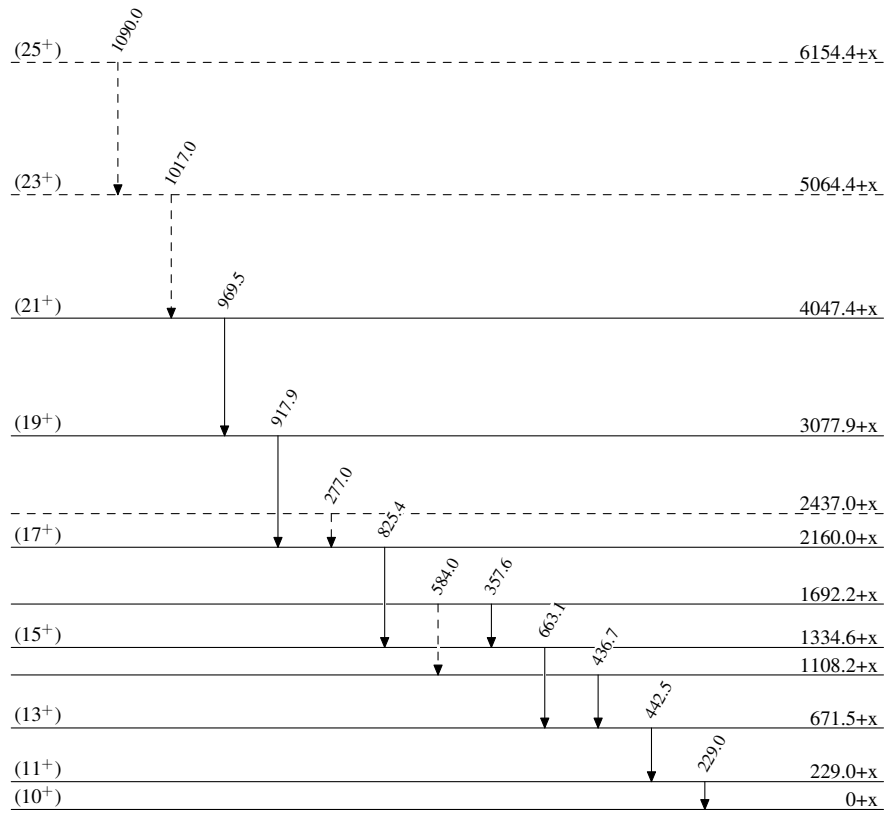 1090.0
(25+) 6154.4+x
1017.0
(23+) 5064.4+x
969.5
(21+) 4047.4+x
917.9
(19+) 3077.9+x
277.0
2437.0+x
825.4
(17+) 2160.0+x
584.0 357.6
1692.2+x
663.1
(15+) 1334.6+x
436.7
1108.2+x
442.5
(13+) 671.5+x
229.0
(11+) 229.0+x
(10+) 0+x